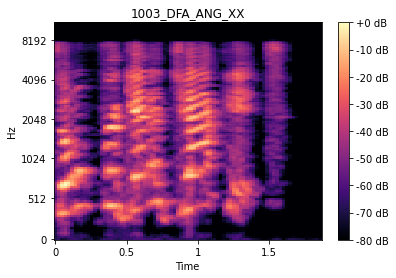 1003_DFA_ANG_XX
Hz
8192
4096
2048
1024
512
0
0
0.5
1
1.5
Time
+0 dB
-10 dB
-20 dB
-30 dB
-40 dB
-50 dB
-60 dB
-70 dB
-80 dB